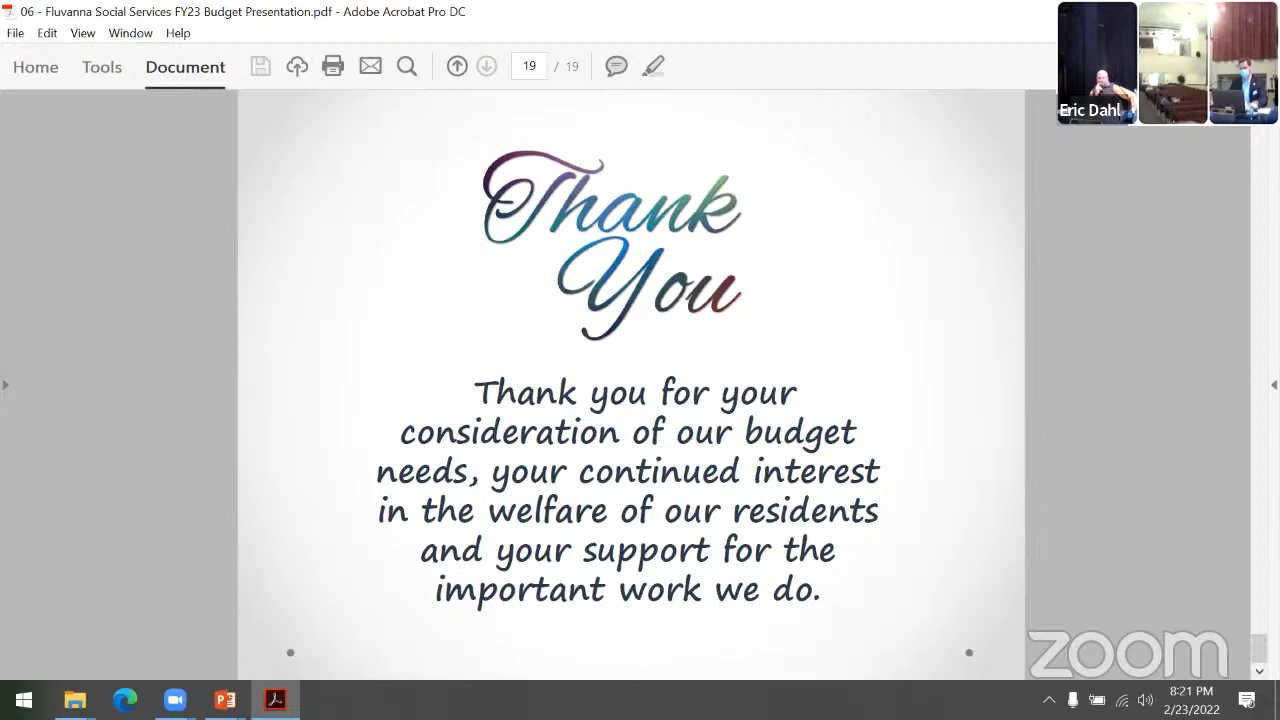 06 - Fluvanna Social Services FY23 Budget Presentation.pdf - Adobe Acrobat Pro DC
File Edit View Window Help
Home Tools Document 19 / 19
Eric Dahl
Thank
You
Thank you for your
consideration of our budget
needs, your continued interest
in the welfare of our residents
and your support for the
important work we do.
zoom
8:21 PM
2/23/2022